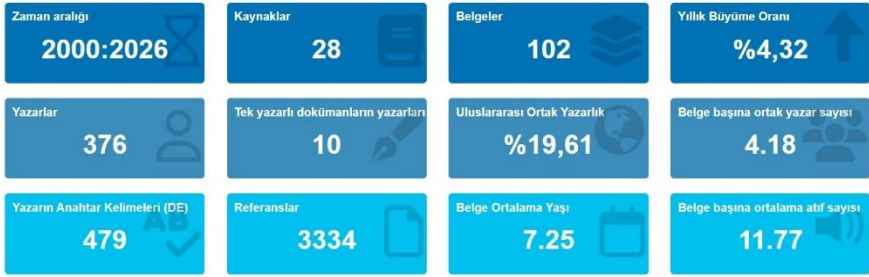 Zaman aralığı
2000:2026
Kaynaklar
28
Belgeler
102
Yıllık Büyüme Oranı
%4,32
Yazarlar
376
Tek yazarlı dokümanların yazarları
10
Uluslararası Ortak Yazarlık
%19,61
Belge başına ortak yazar sayısı
4.18
Yazarın Anahtar Kelimeleri (DE)
479
Referanslar
3334
Belge Ortalama Yaşı
7.25
Belge başına ortalama atıf sayısı
11.77